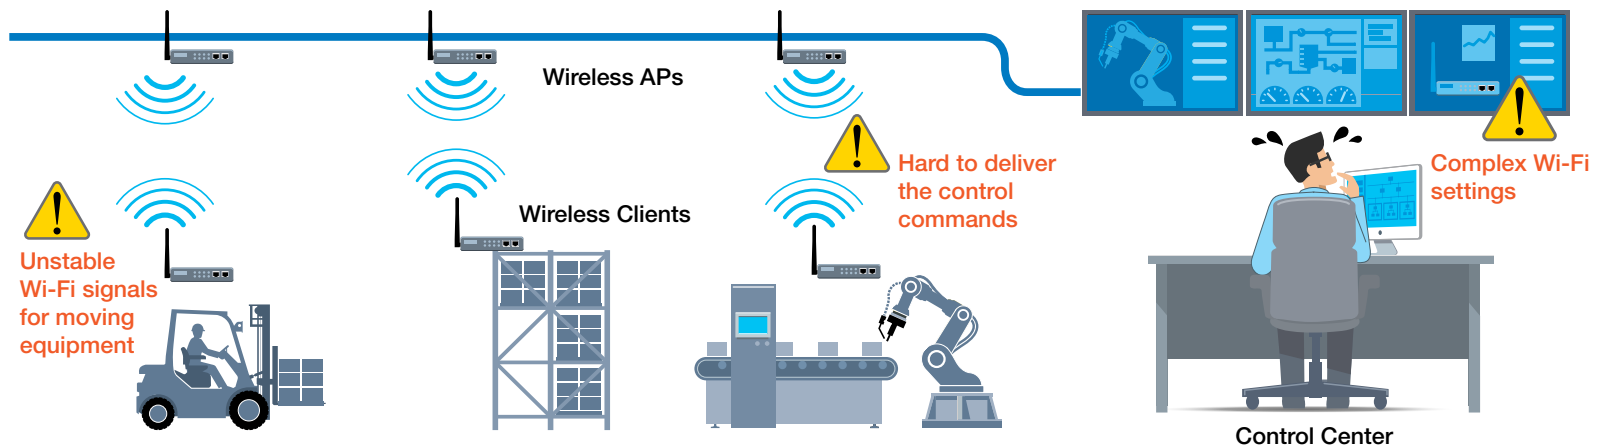 Wireless APs
Wireless Clients
Unstable
Wi-Fi signals
for moving
equipment
Hard to deliver
the control
commands
Complex Wi-Fi
settings
Control Center